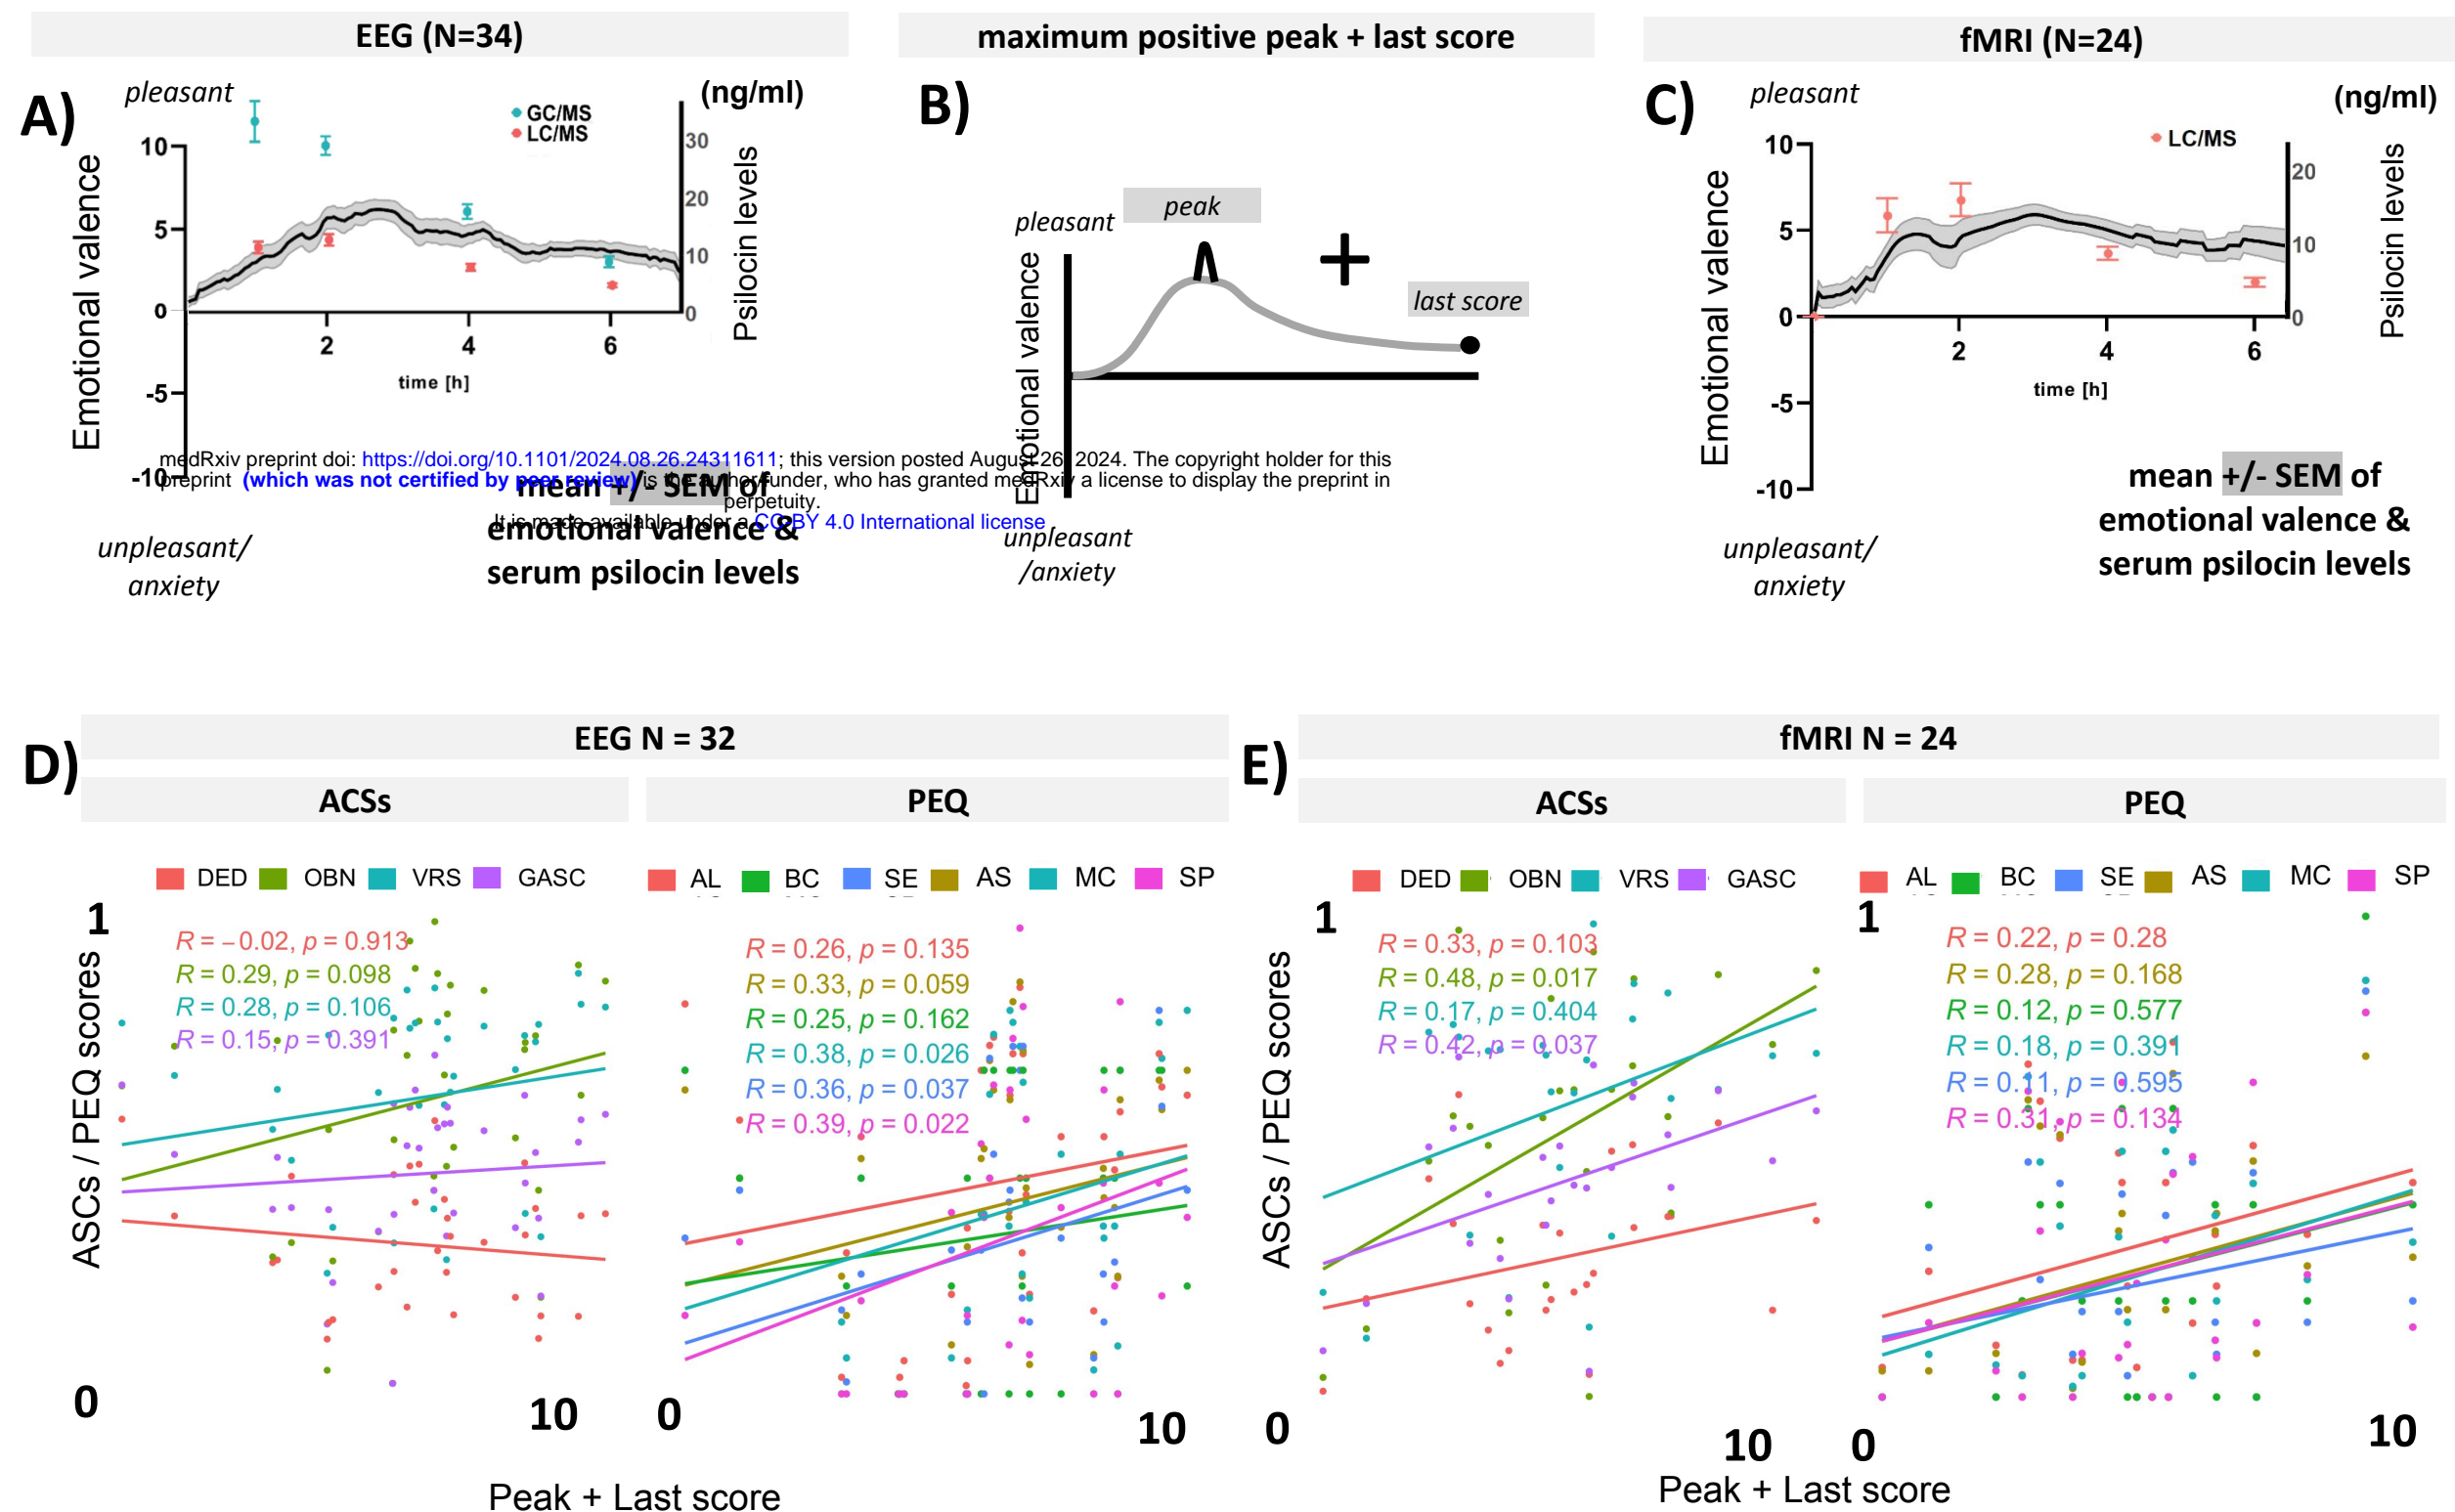 EEG (N=34)
maximum positive peak + last score
fMRI (N=24)
A)
pleasant
(ng/ml)
GC/MS
LC/MS
10
5
0
-5
-10
30
20
10
0
2
4
6
time [h]
Emotional valence
Psilocin levels
unpleasant/
anxiety
mean +/- SEM of
emotional valence &
serum psilocin levels
B)
pleasant
peak
+
last score
Emotional valence
unpleasant
/anxiety
C)
pleasant
(ng/ml)
LC/MS
10
5
0
-5
-10
20
10
0
2
4
6
time [h]
Emotional valence
Psilocin levels
unpleasant/
anxiety
mean +/- SEM of
emotional valence &
serum psilocin levels
medRxiv preprint doi: https://doi.org/10.1101/2024.08.26.24311611; this version posted August 26, 2024. The copyright holder for this
preprint (which was not certified by peer review) is the author/funder, who has granted medRxiv a license to display the preprint in
perpetuity.
It is made available under a CC-BY 4.0 International license
D)
EEG N = 32
ACSs
PEQ
DED OBN VRS GASC
AL BC SE AS MC SP
1
R = −0.02, p = 0.913
R = 0.29, p = 0.098
R = 0.28, p = 0.106
R = 0.15, p = 0.391
R = 0.26, p = 0.135
R = 0.33, p = 0.059
R = 0.25, p = 0.162
R = 0.38, p = 0.026
R = 0.36, p = 0.037
R = 0.39, p = 0.022
ASCs / PEQ scores
0
10
0
10
Peak + Last score
E)
fMRI N = 24
ACSs
PEQ
DED OBN VRS GASC
AL BC SE AS MC SP
1
1
R = 0.33, p = 0.103
R = 0.48, p = 0.017
R = 0.17, p = 0.404
R = 0.42, p = 0.037
R = 0.22, p = 0.28
R = 0.28, p = 0.168
R = 0.12, p = 0.577
R = 0.18, p = 0.391
R = 0.11, p = 0.595
R = 0.31, p = 0.134
ASCs / PEQ scores
0
10
0
10
Peak + Last score